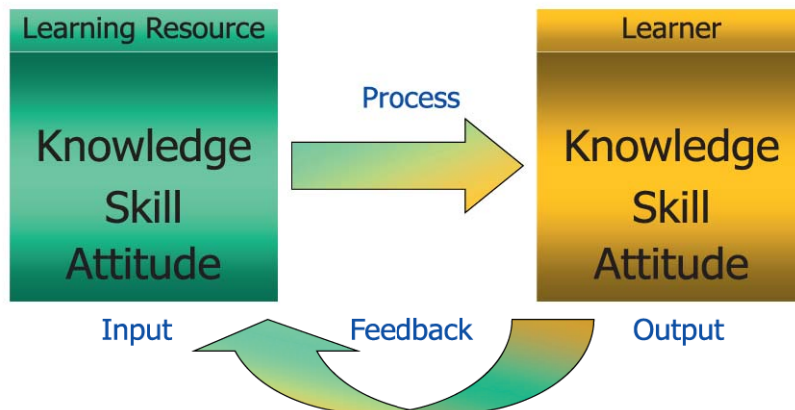 Learning Resource
Knowledge
Skill
Attitude
Input
Process
Feedback
Learner
Knowledge
Skill
Attitude
Output